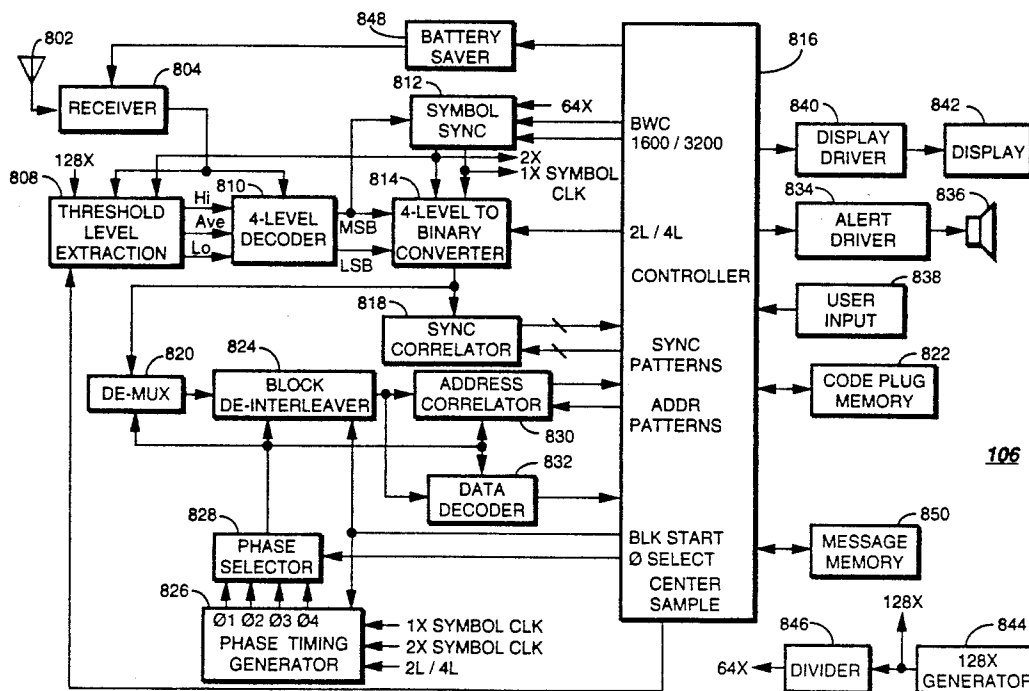 848
BATTERY
SAVER
802
804
RECEIVER
812
SYMBOL
SYNC
64X
816
BWC
1600 / 3200
840
DISPLAY
DRIVER
842
DISPLAY
128X
808
THRESHOLD
LEVEL
EXTRACTION
Hi
Ave
Lo
810
4-LEVEL
DECODER
MSB
LSB
814
4-LEVEL TO
BINARY
CONVERTER
2X
1X SYMBOL
CLK
2L / 4L
834
ALERT
DRIVER
836
CONTROLLER
838
USER
INPUT
818
SYNC
CORRELATOR
SYNC
PATTERNS
820
DE-MUX
824
BLOCK
DE-INTERLEAVER
ADDRESS
CORRELATOR
830
ADDR
PATTERNS
822
CODE PLUG
MEMORY
106
832
DATA
DECODER
828
PHASE
SELECTOR
BLK START
Ø SELECT
CENTER
SAMPLE
850
MESSAGE
MEMORY
826
Ø1 Ø2 Ø3 Ø4
PHASE TIMING
GENERATOR
1X SYMBOL CLK
2X SYMBOL CLK
2L / 4L
64X
846
DIVIDER
128X
844
128X
GENERATOR